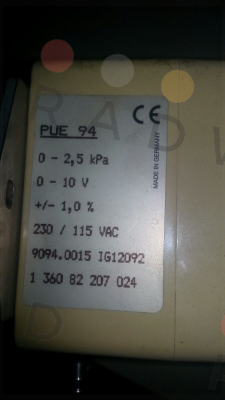 CE
PUE 94
MADE IN GERMANY
0 - 2,5 kPa
0 - 10 V
+/- 1,0 %
230 / 115 VAC
9094.0015 IG12092
1 360 82 207 024
RADW